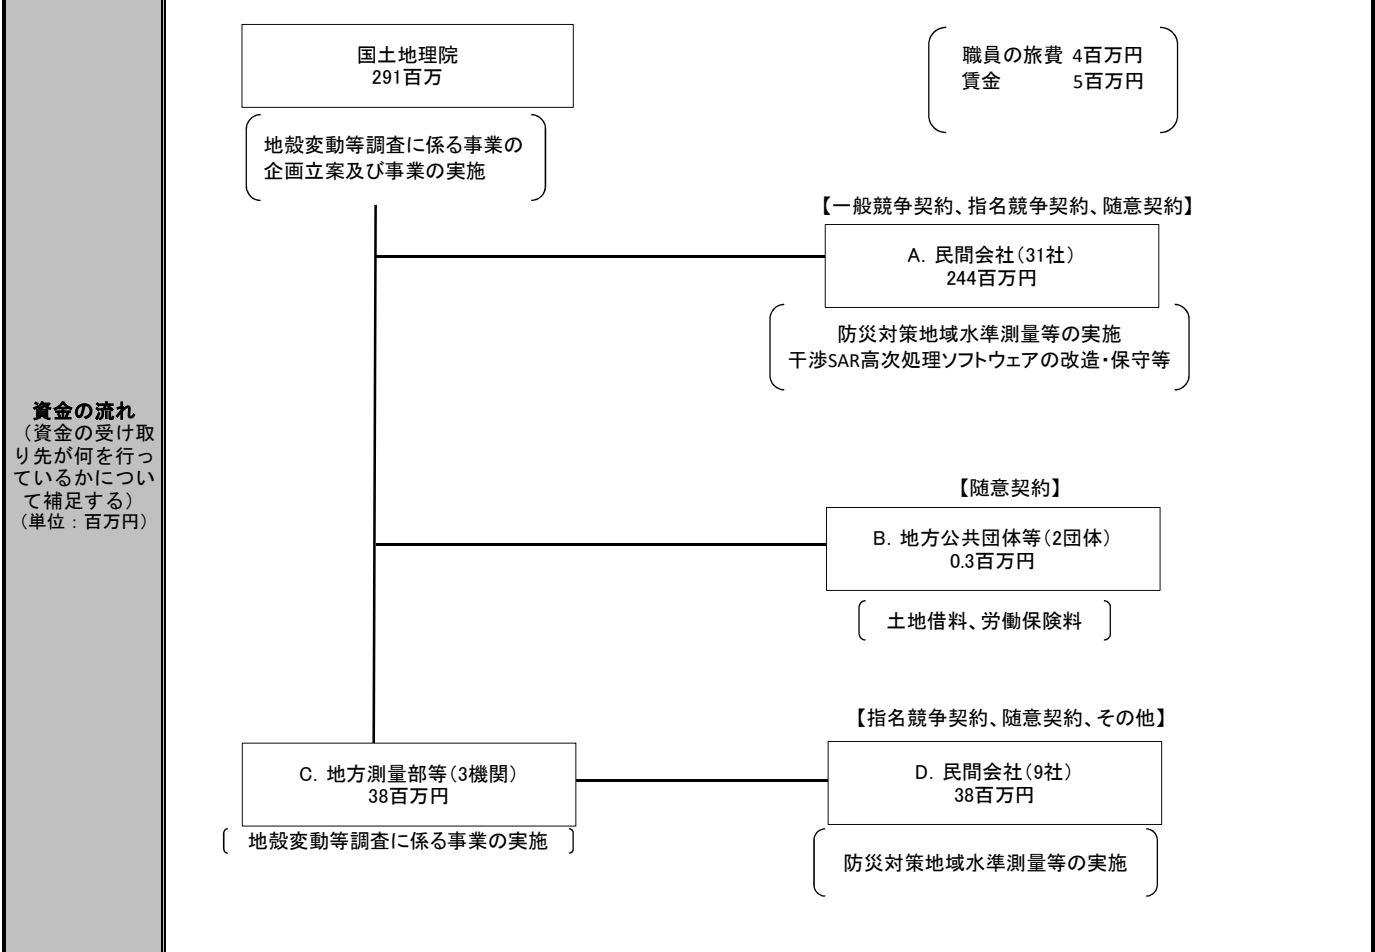 資金の流れ
（資金の受け取
り先が何を行っ
ているかについ
て補足する）
（単位：百万円）
国土地理院
291百万
地殻変動等調査に係る事業の
企画立案及び事業の実施
職員の旅費 4百万円
賃金 5百万円
【一般競争契約、指名競争契約、随意契約】
A．民間会社（31社）
244百万円
防災対策地域水準測量等の実施
干渉SAR高次処理ソフトウェアの改造・保守等
【随意契約】
B．地方公共団体等（2団体）
0.3百万円
土地借料、労働保険料
C．地方測量部等（3機関）
38百万円
地殻変動等調査に係る事業の実施
【指名競争契約、随意契約、その他】
D．民間会社（9社）
38百万円
防災対策地域水準測量等の実施